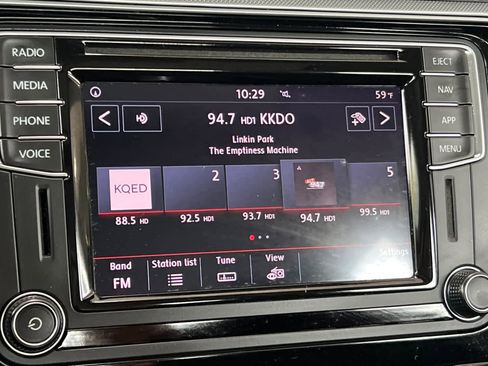 RADIO
MEDIA
PHONE
VOICE
EJECT
NAV
APP
MENU
10:29
59°F
94.7 HD1 KKDO
Linkin Park
The Emptiness Machine
KQED
2
3
94.7
5
88.5 HD
92.5 HD1
93.7 HD1
94.7 HD1
99.5 HD1
Band
FM
Station list
Tune
View
Settings